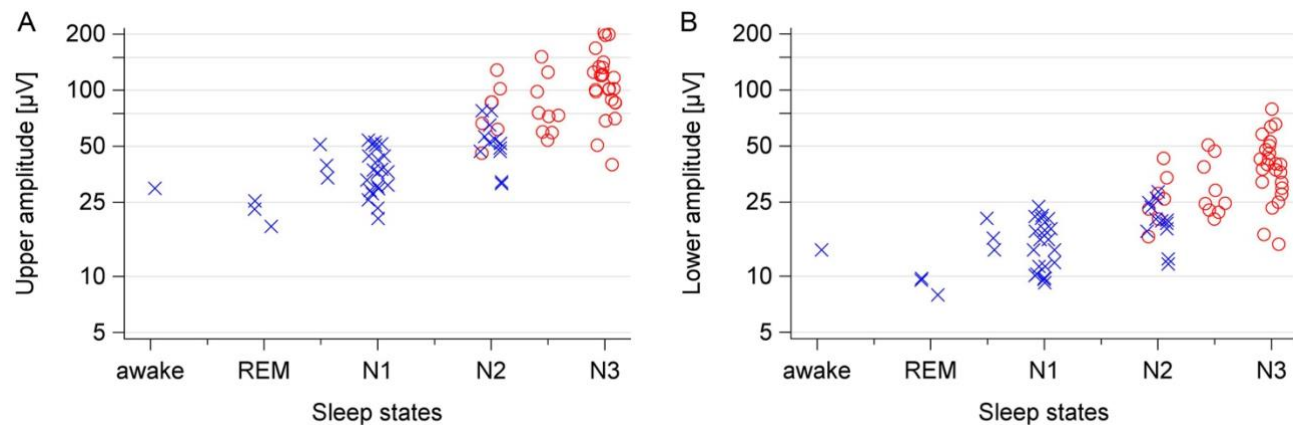 A
Upper amplitude [µV]
200
100
50
25
10
5
awake REM N1 N2 N3
Sleep states
B
Lower amplitude [µV]
200
100
50
25
10
5
awake REM N1 N2 N3
Sleep states